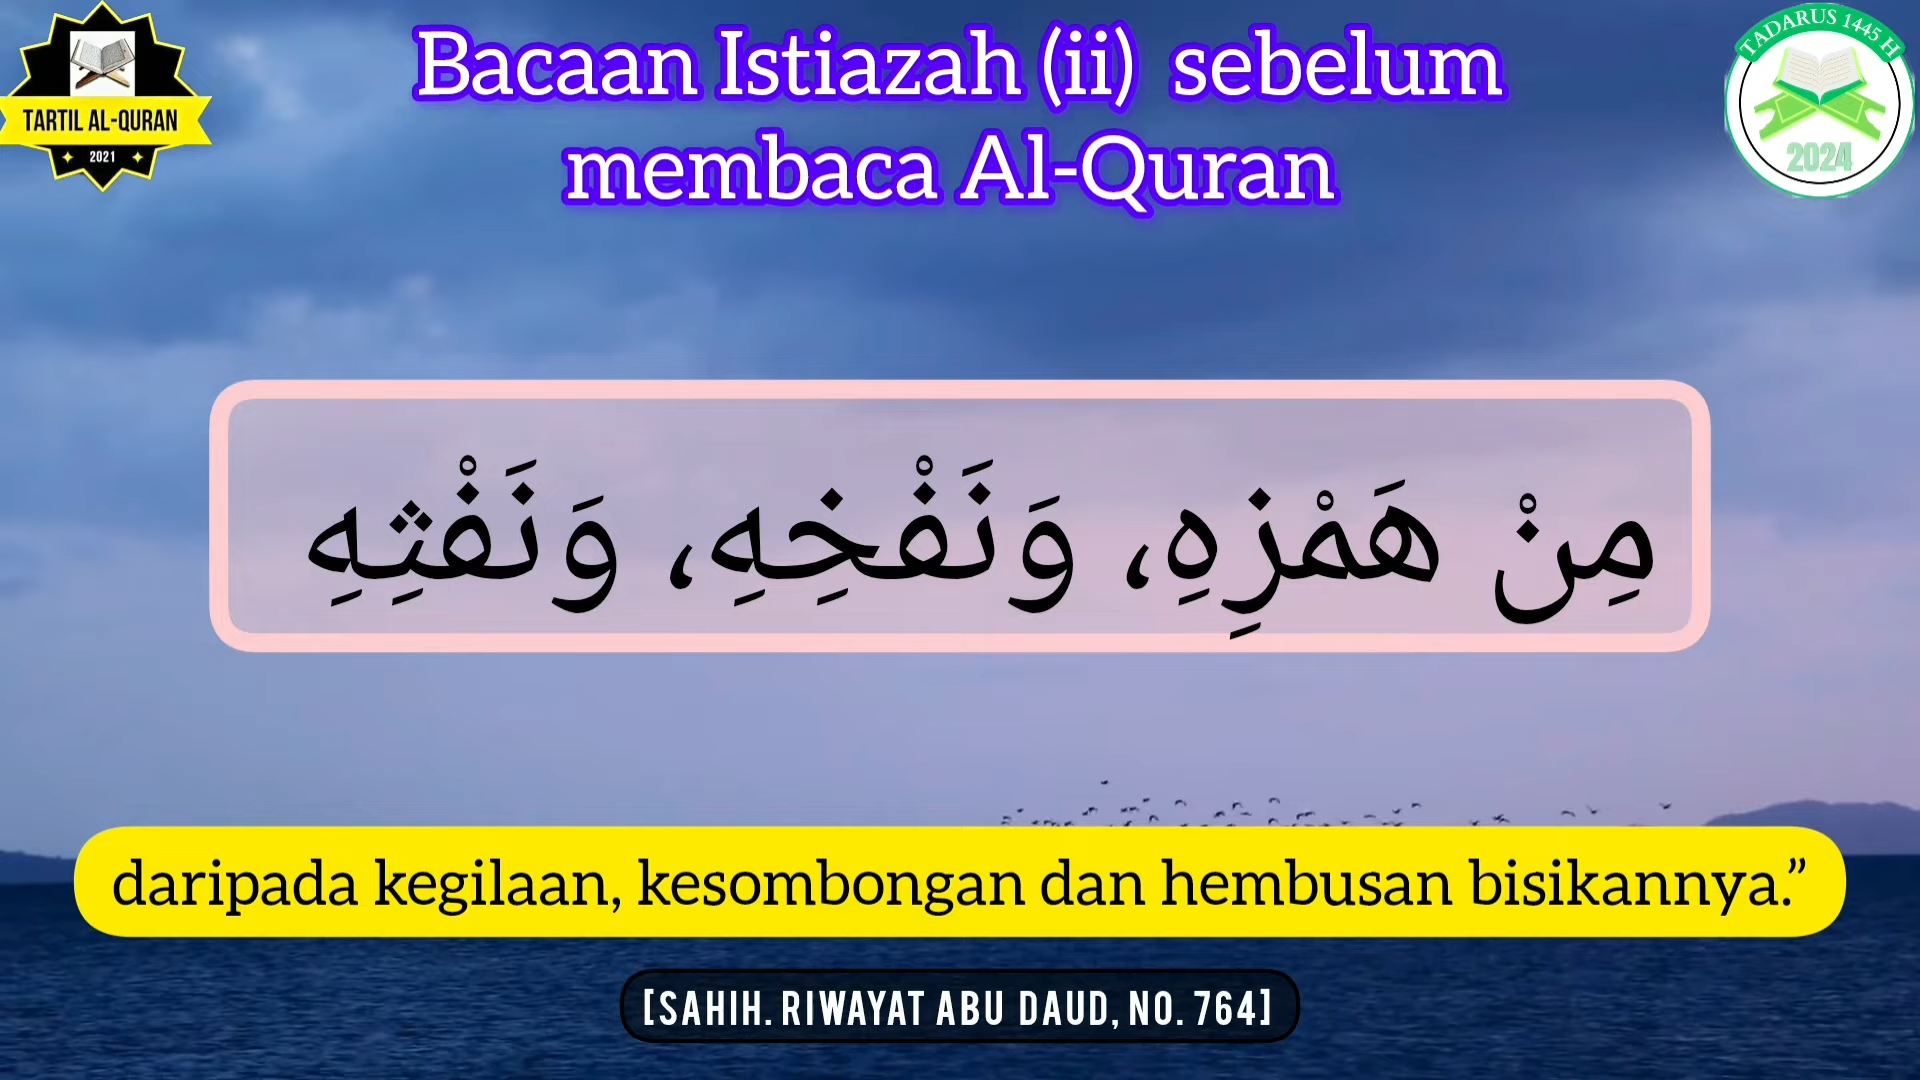 Bacaan Istiazah (ii) sebelum
membaca Al-Quran
TARTIL AL-QURAN
2021
TADARUS 1445 H
2024
مِنْ هَمْزِهِ، وَنَفْخِهِ، وَنَفْثِهِ
daripada kegilaan, kesombongan dan hembusan bisikannya.”
[SAHIH. RIWAYAT ABU DAUD, NO. 764]